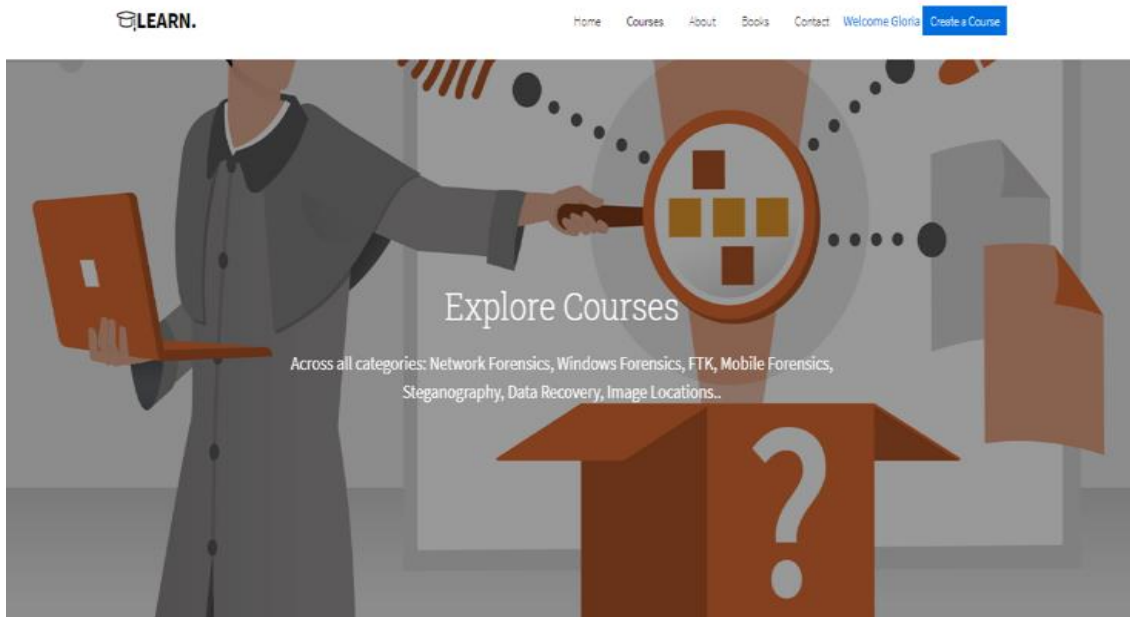 LEARN.
Home Courses About Books Contact Welcome Gloria Create a Course
Explore Courses
Across all categories: Network Forensics, Windows Forensics, FTK, Mobile Forensics,
Steganography, Data Recovery, Image Locations..
?